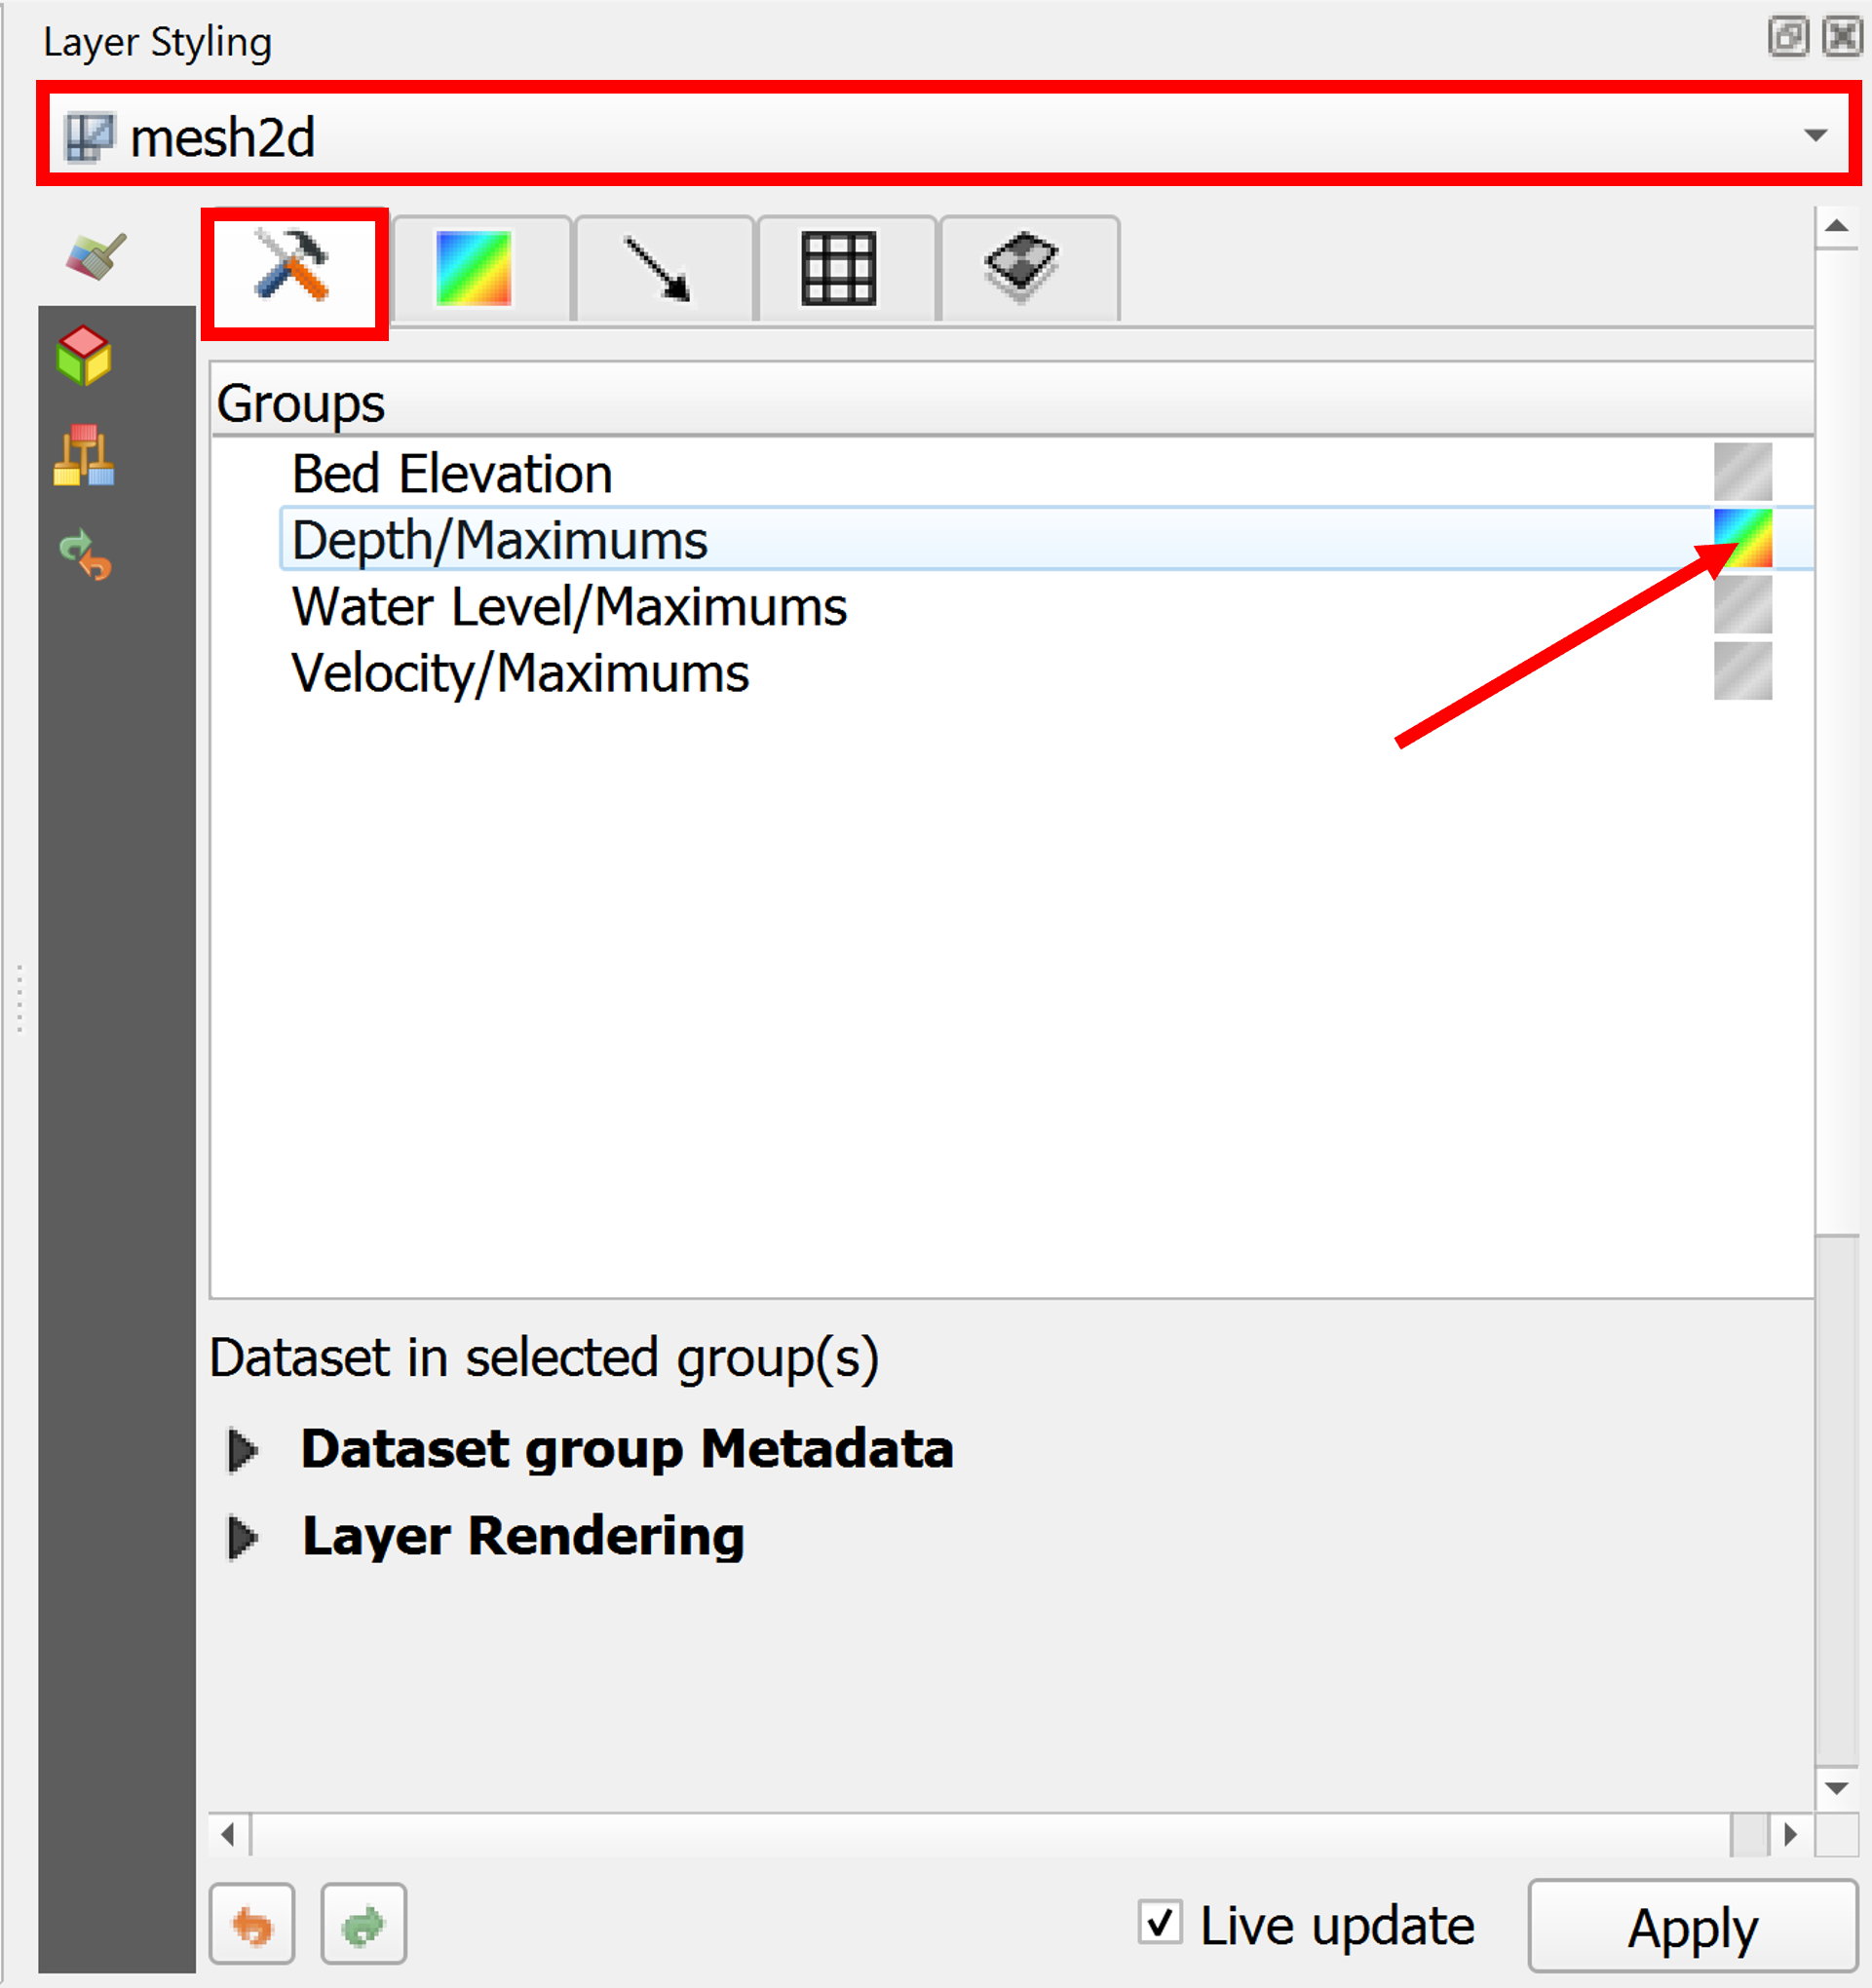 Layer Styling
mesh2d
Groups
Bed Elevation
Depth/Maximums
Water Level/Maximums
Velocity/Maximums
Dataset in selected group(s)
Dataset group Metadata
Layer Rendering
Live update
Apply